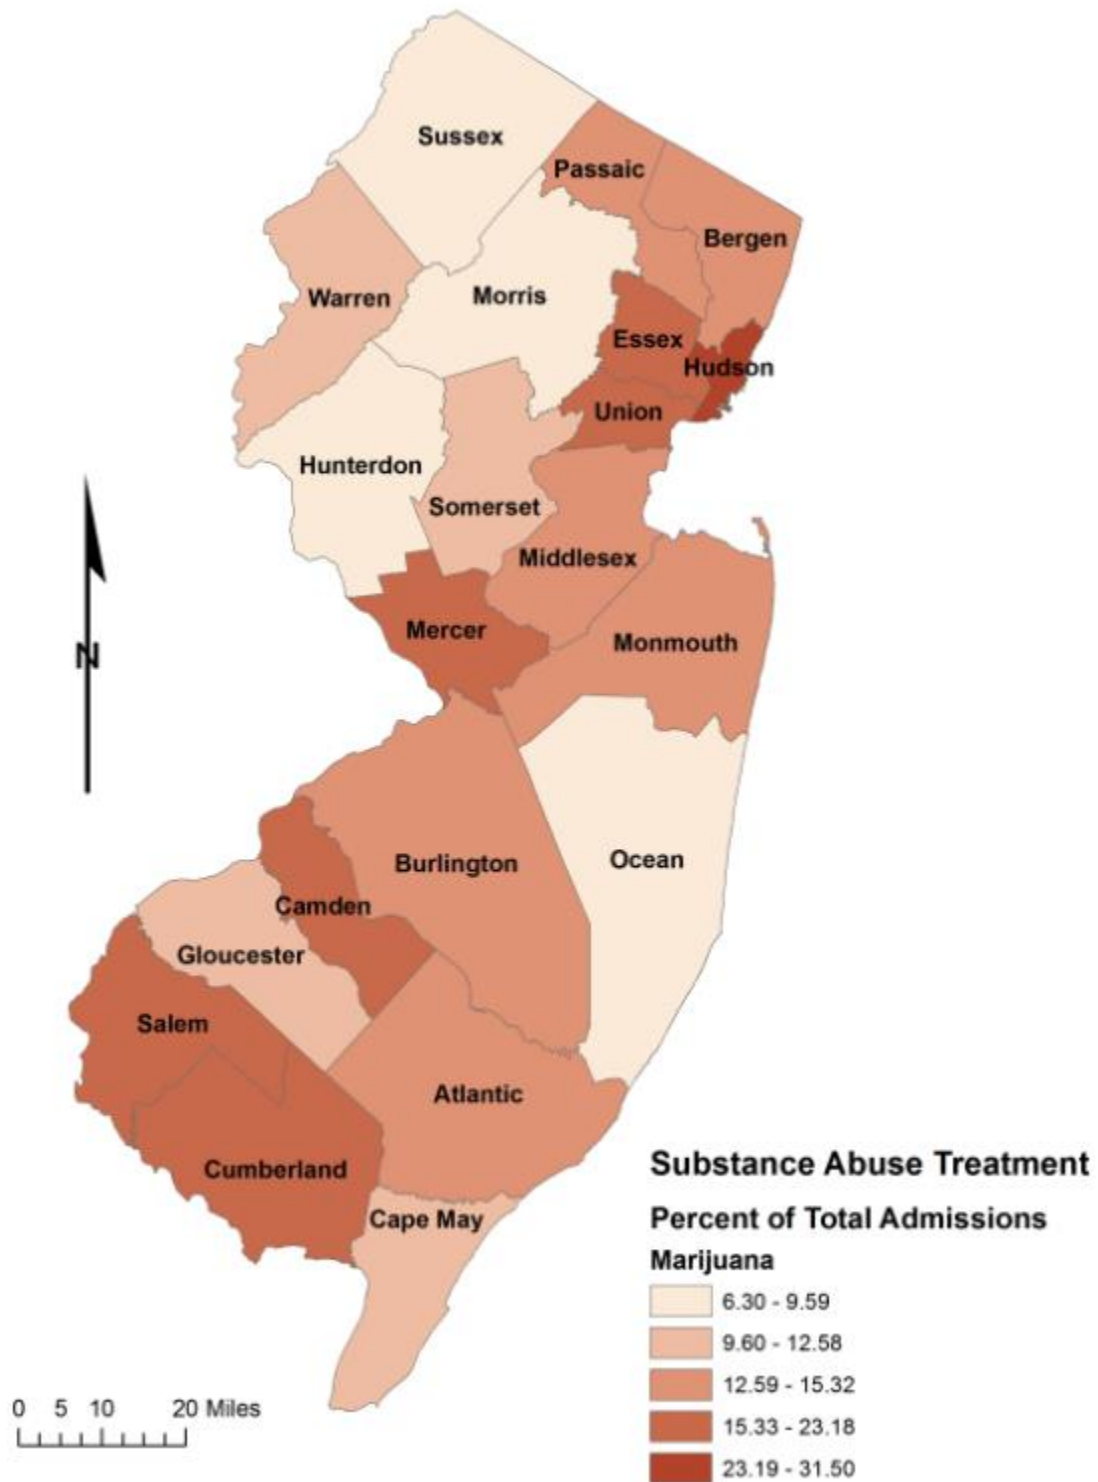 Sussex
Passaic
Bergen
Warren
Morris
Essex
Hudson
Union
Hunterdon
Somerset
Middlesex
Mercer
Monmouth
N
Burlington
Ocean
Camden
Gloucester
Salem
Atlantic
Cumberland
Cape May
Substance Abuse Treatment
Percent of Total Admissions
Marijuana
6.30 - 9.59
9.60 - 12.58
12.59 - 15.32
15.33 - 23.18
23.19 - 31.50
0 5 10 20 Miles